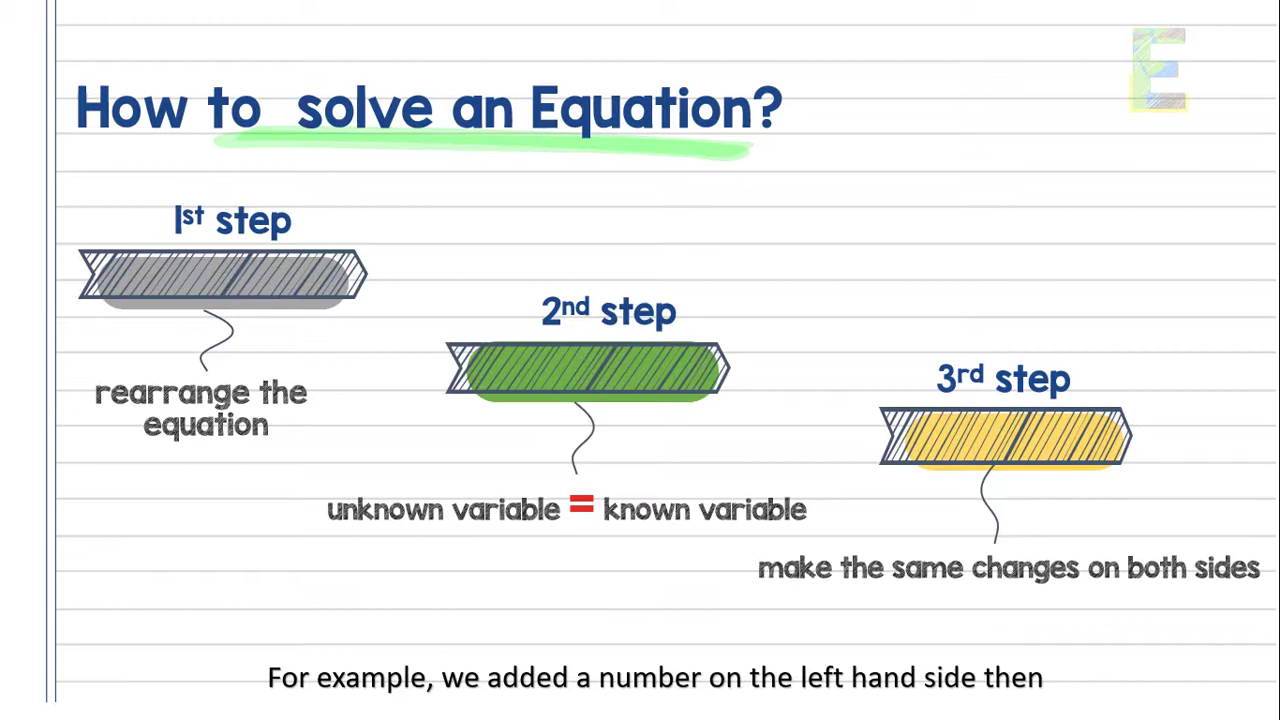 How to solve an Equation?
1st step
rearrange the
equation
2nd step
unknown variable = known variable
3rd step
make the same changes on both sides
For example, we added a number on the left hand side then
E